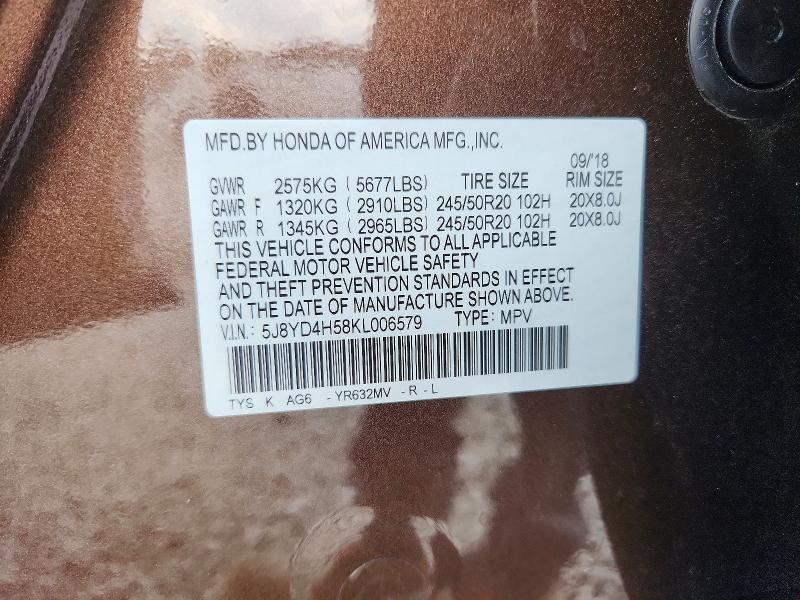 MFD.BY HONDA OF AMERICA MFG.,INC.
09/'18
GVWR 2575KG ( 5677LBS) TIRE SIZE RIM SIZE
GAWR F 1320KG ( 2910LBS) 245/50R20 102H 20X8.0J
GAWR R 1345KG ( 2965LBS) 245/50R20 102H 20X8.0J
THIS VEHICLE CONFORMS TO ALL APPLICABLE
FEDERAL MOTOR VEHICLE SAFETY
AND THEFT PREVENTION STANDARDS IN EFFECT
ON THE DATE OF MANUFACTURE SHOWN ABOVE.
V.I.N.: 5J8YD4H58KL006579 TYPE: MPV
TYS K AG6 -YR632MV -R -L